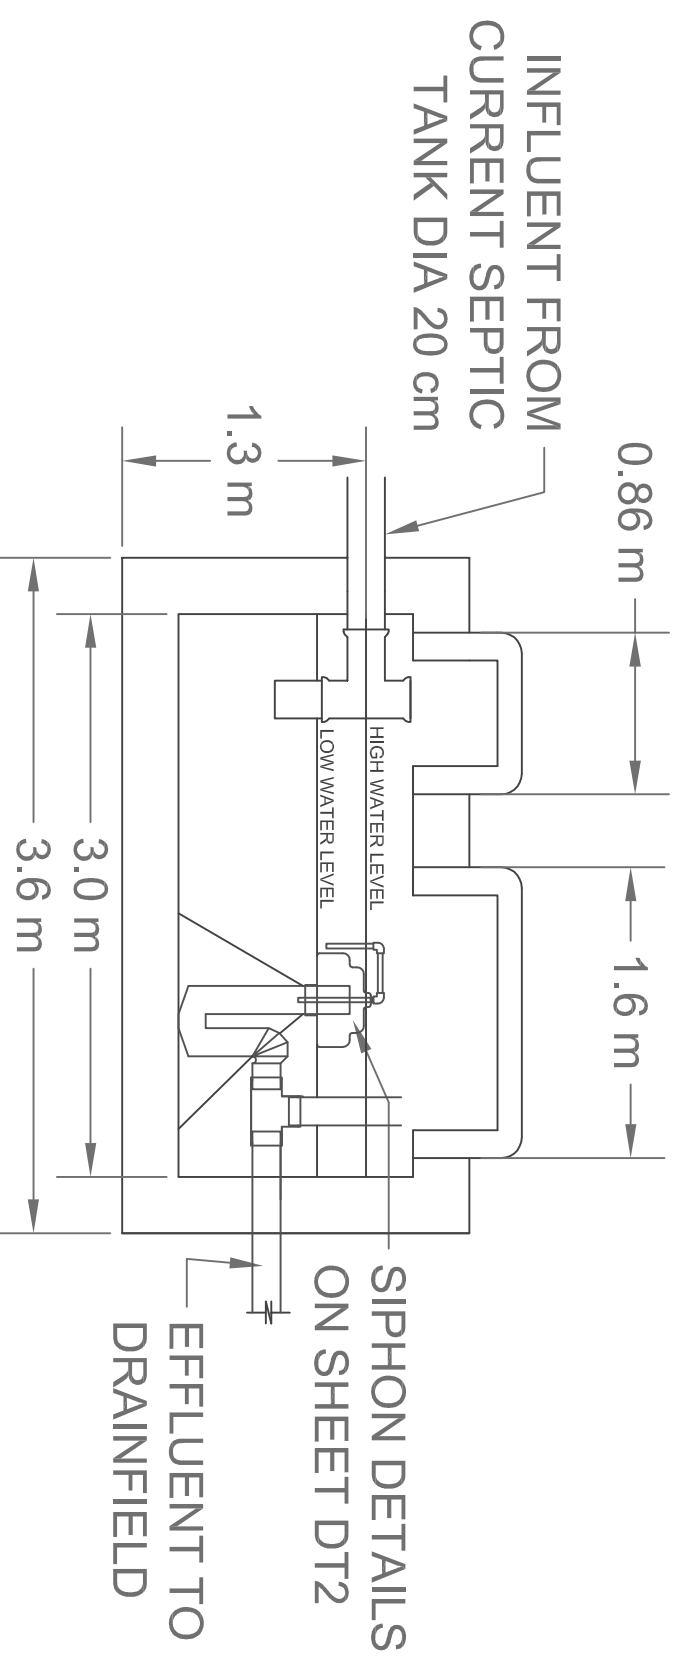 INFLUENT FROM
CURRENT SEPTIC
TANK DIA 20 cm
0.86 m
1.6 m
1.3 m
HIGH WATER LEVEL
LOW WATER LEVEL
SIPHON DETAILS
ON SHEET DT2
EFFLUENT TO
DRAINFIELD
3.0 m
3.6 m